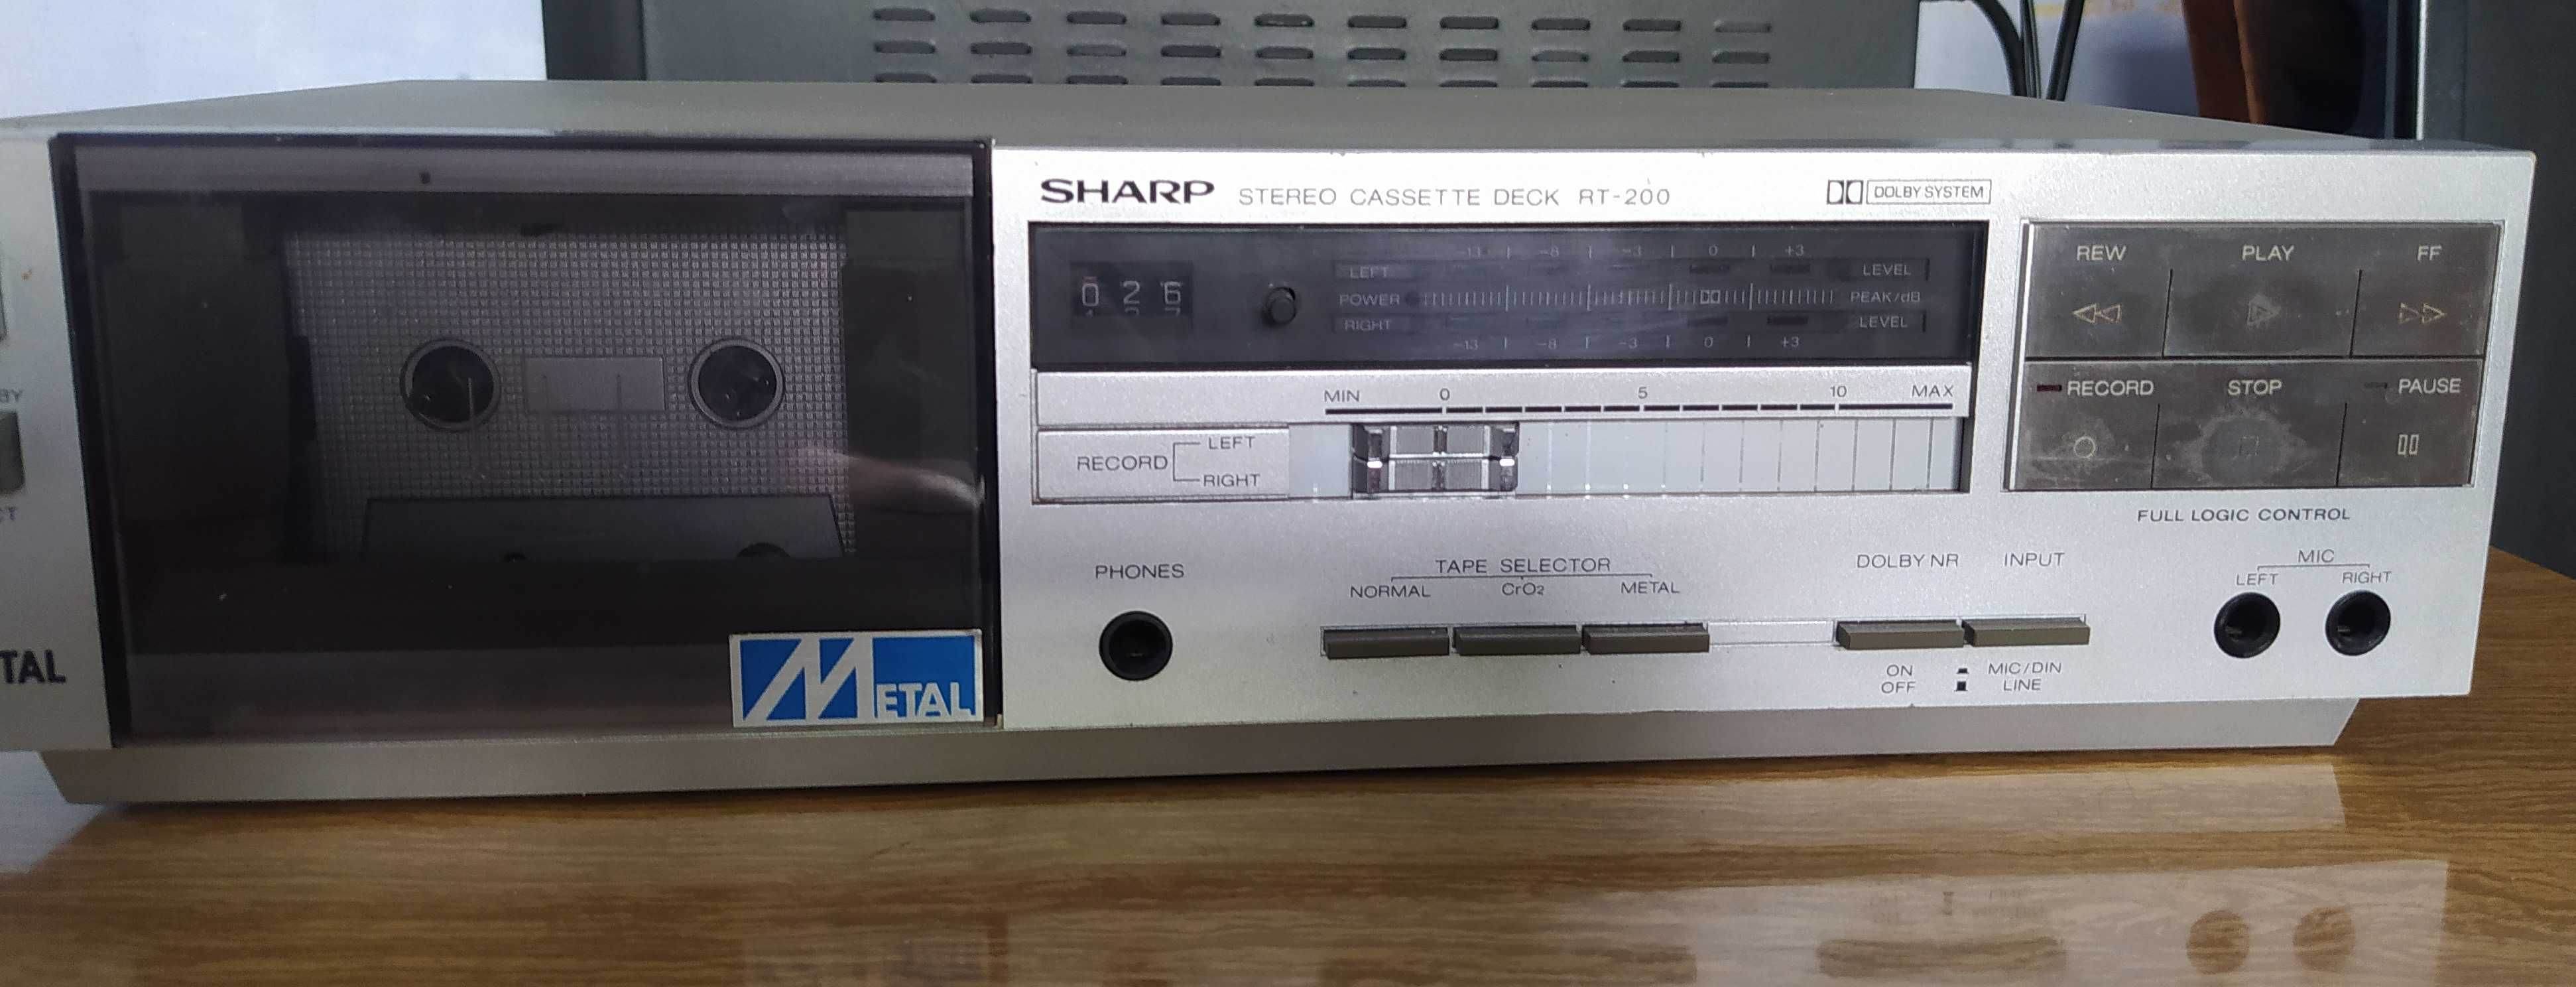 SHARP STEREO CASSETTE DECK RT-200 DOLBY SYSTEM
026
-13 -8 -3 0 +3
LEFT LEVEL
POWER PEAK/dB
RIGHT LEVEL
-13 -8 -3 0 +3
REW PLAY FF
RECORD STOP PAUSE
MIN 0 5 10 MAX
RECORD LEFT
RIGHT
FULL LOGIC CONTROL
PHONES
TAPE SELECTOR
NORMAL CrO2 METAL
DOLBY NR INPUT
ON MIC/DIN
OFF LINE
MIC
LEFT RIGHT
BY
CT
TAL
METAL